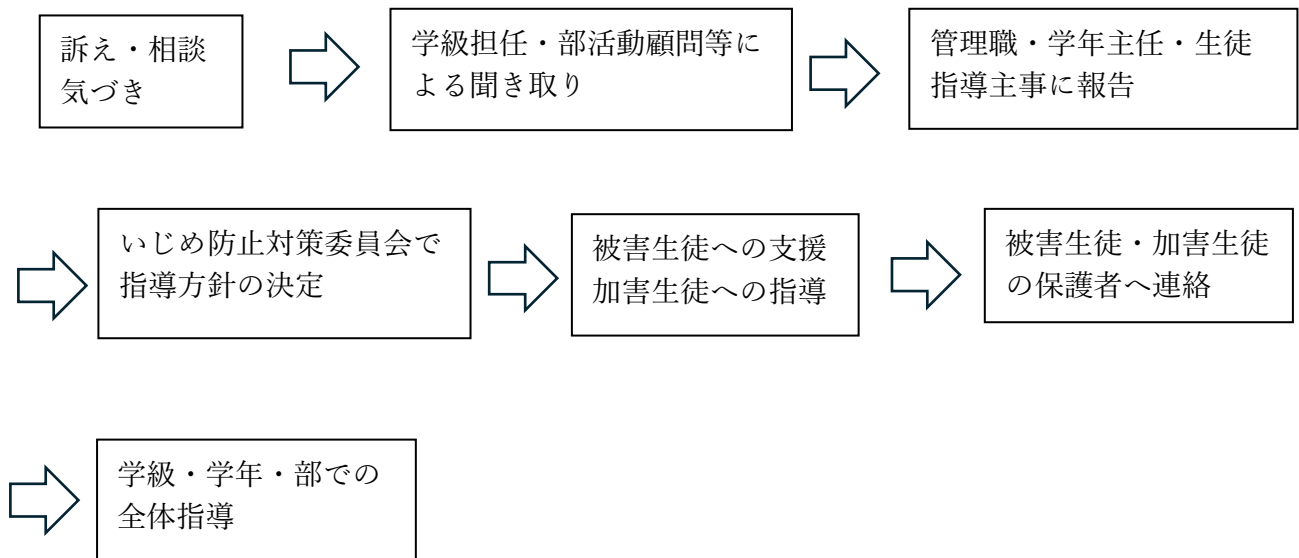 訴え・相談
気づき
学級担任・部活動顧問等に
よる聞き取り
管理職・学年主任・生徒
指導主事に報告
いじめ防止対策委員会で
指導方針の決定
被害生徒への支援
加害生徒への指導
被害生徒・加害生徒
の保護者へ連絡
学級・学年・部での
全体指導